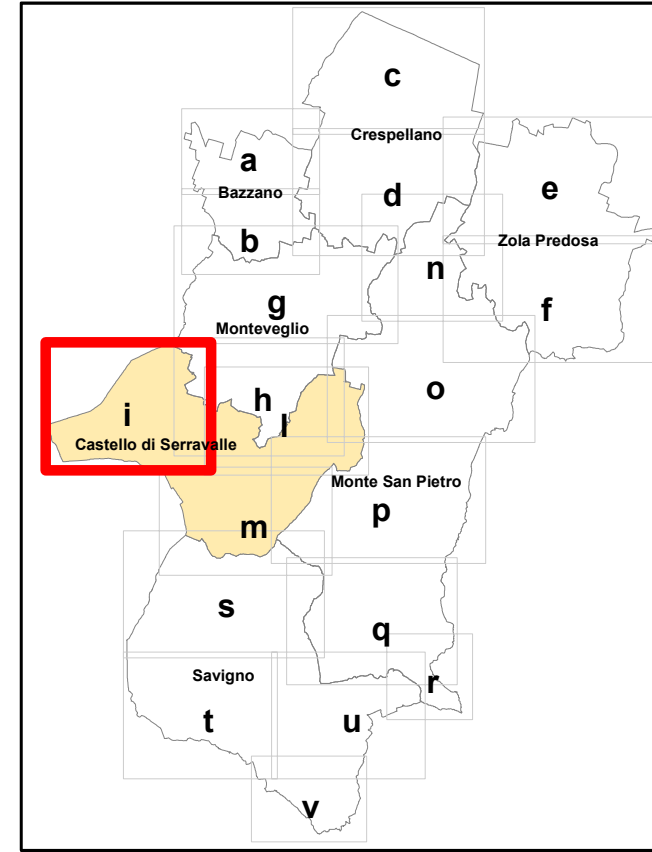 c
Crespellano
a
e
Bazzano
d
b
Zola Predosa
n
g
f
Monteveglio
h
o
i
l
Castello di Serravalle
Monte San Pietro
p
m
s
q
Savigno
r
t
u
v